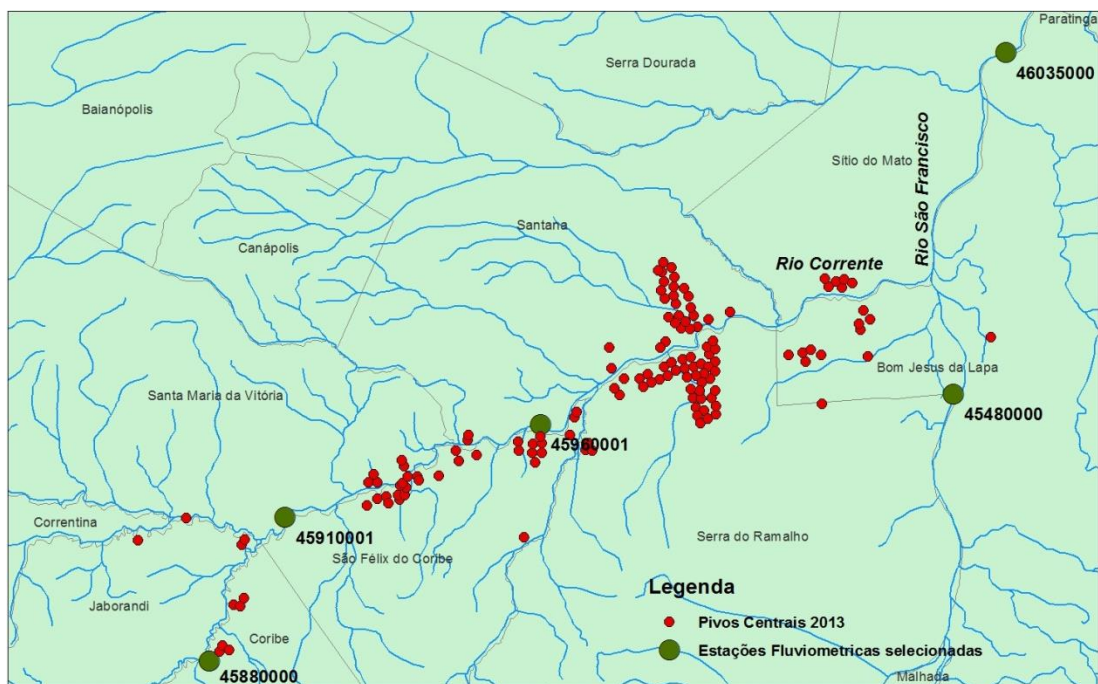 Paratinga
46035000
Serra Dourada
Baianópolis
Rio São Francisco
Sítio do Mato
Santana
Canápolis
Rio Corrente
Bom Jesus da Lapa
45480000
Santa Maria da Vitória
45960001
Correntina
45910001
São Félix do Coribe
Serra do Ramalho
Jaborandi
Coribe
45880000
Legenda
Pivos Centrais 2013
Estações Fluviometricas selecionadas
Malhada